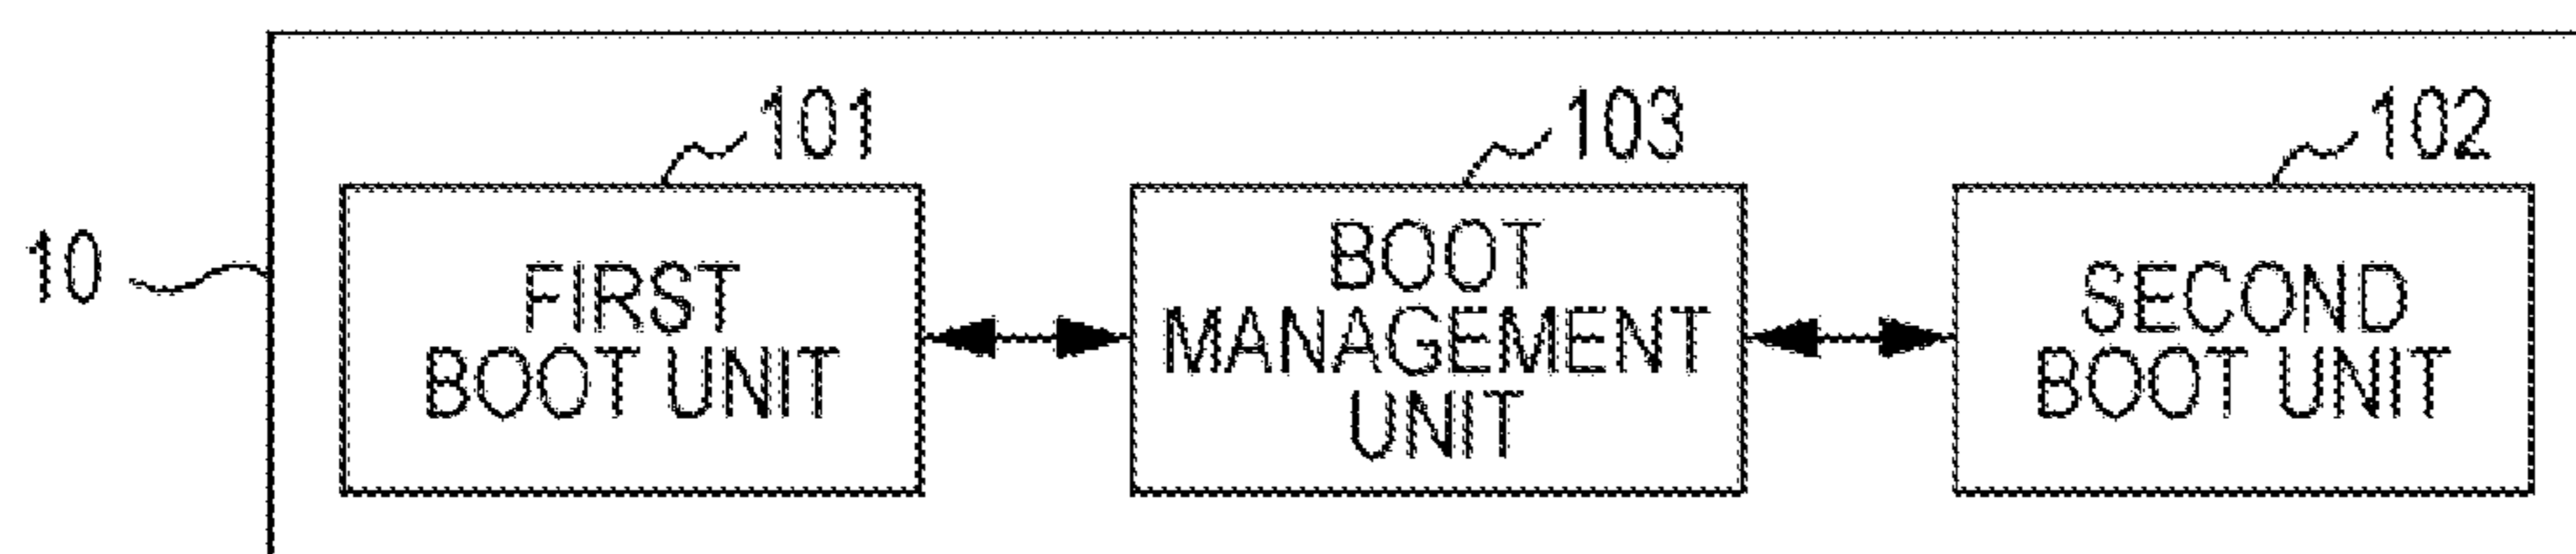 101
103
102
10
FIRST
BOOT UNIT
BOOT
MANAGEMENT
UNIT
SECOND
BOOT UNIT